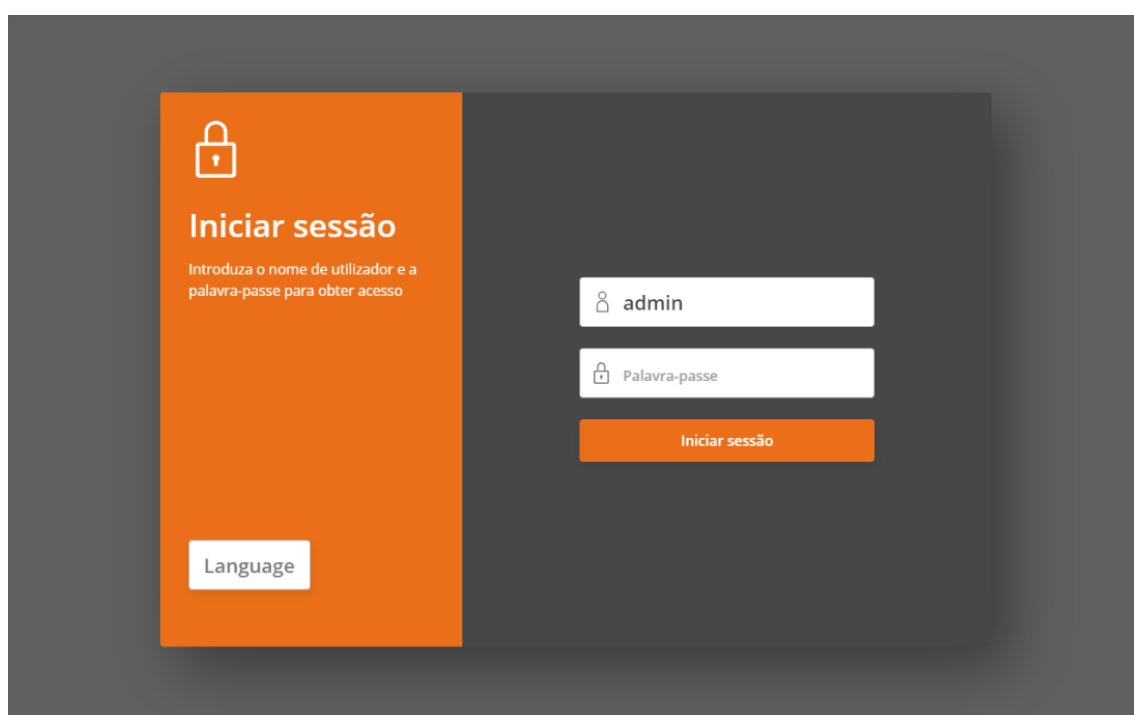 Iniciar sessão
Introduza o nome de utilizador e a
palavra-passe para obter acesso
Language
admin
Palavra-passe
Iniciar sessão